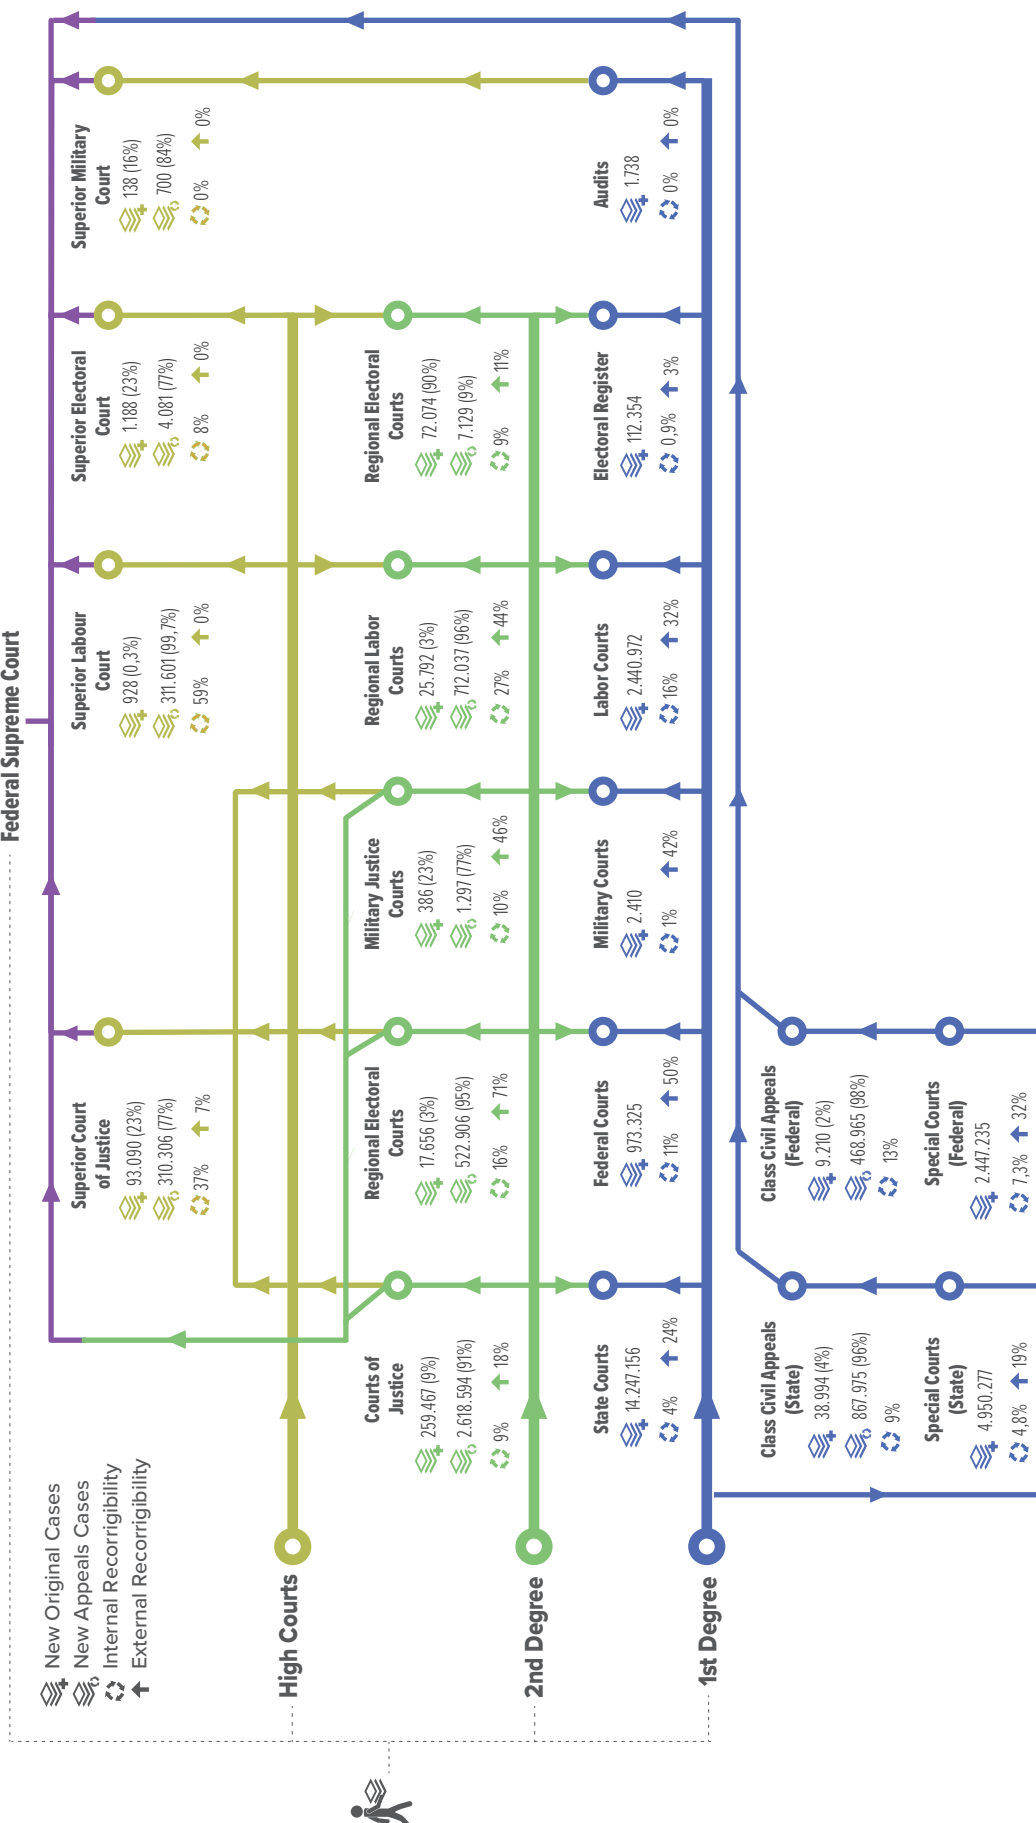 Federal Supreme Court
New Original Cases
New Appeals Cases
Internal Recorrigibility
External Recorrigibility
High Courts
Superior Court
of Justice
93.090 (23%)
310.306 (77%)
37%
7%
Superior Labour
Court
928 (0,3%)
311.601 (99,7%)
59%
0%
Superior Electoral
Court
1.188 (23%)
4.081 (77%)
8%
0%
Superior Military
Court
138 (16%)
700 (84%)
0%
0%
2nd Degree
Courts of
Justice
259.467 (9%)
2.618.594 (91%)
9%
18%
Regional Electoral
Courts
17.656 (3%)
522.906 (95%)
16%
71%
Military Justice
Courts
386 (23%)
1.297 (77%)
10%
46%
Regional Labor
Courts
25.792 (3%)
712.037 (96%)
27%
44%
Regional Electoral
Courts
72.074 (90%)
7.129 (9%)
9%
11%
1st Degree
State Courts
14.247.156
4%
24%
Federal Courts
973.325
11%
50%
Military Courts
2.410
1%
42%
Labor Courts
2.440.972
16%
32%
Electoral Register
112.354
0,9%
3%
Audits
1.738
0%
0%
Class Civil Appeals
(State)
38.994 (4%)
867.975 (96%)
9%
Class Civil Appeals
(Federal)
9.210 (2%)
468.965 (98%)
13%
Special Courts
(State)
4.950.277
4,8%
19%
Special Courts
(Federal)
2.447.235
7,3%
32%